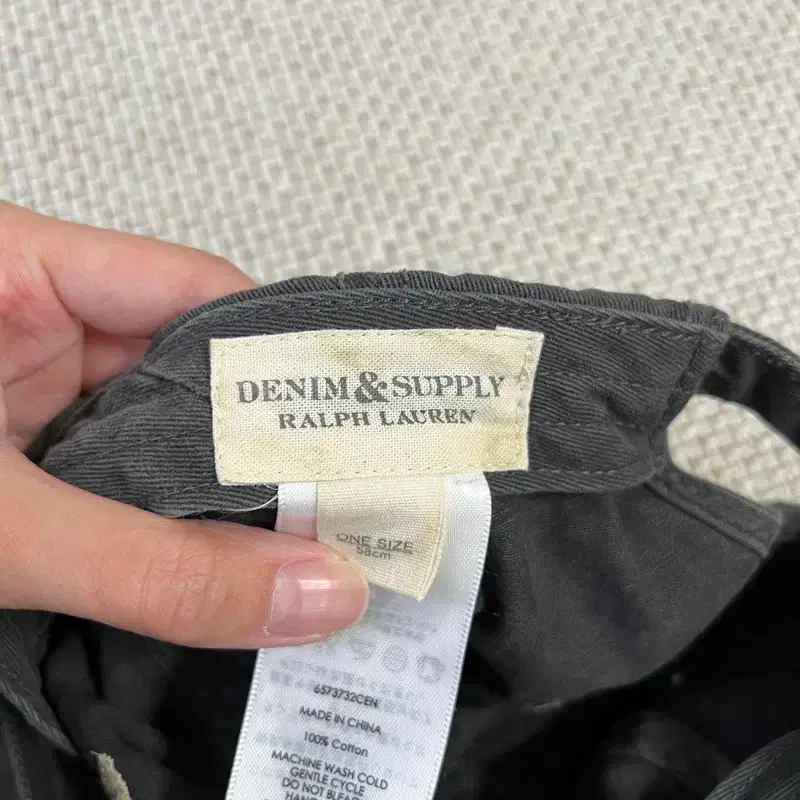 DENIM & SUPPLY
RALPH LAUREN
ONE SIZE
58cm
6573732CEN
MADE IN CHINA
100% Cotton
MACHINE WASH COLD
GENTLE CYCLE
DO NOT BLEACH